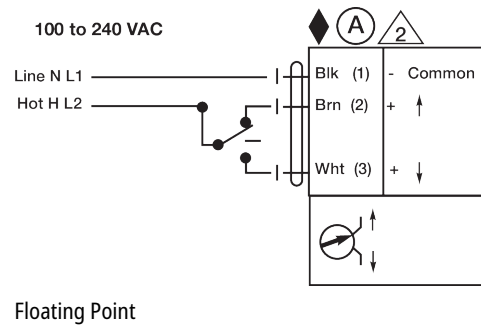 100 to 240 VAC
A
2
Line N L1
Blk (1) - Common
Hot H L2
Brn (2) +
Wht (3) +
Floating Point